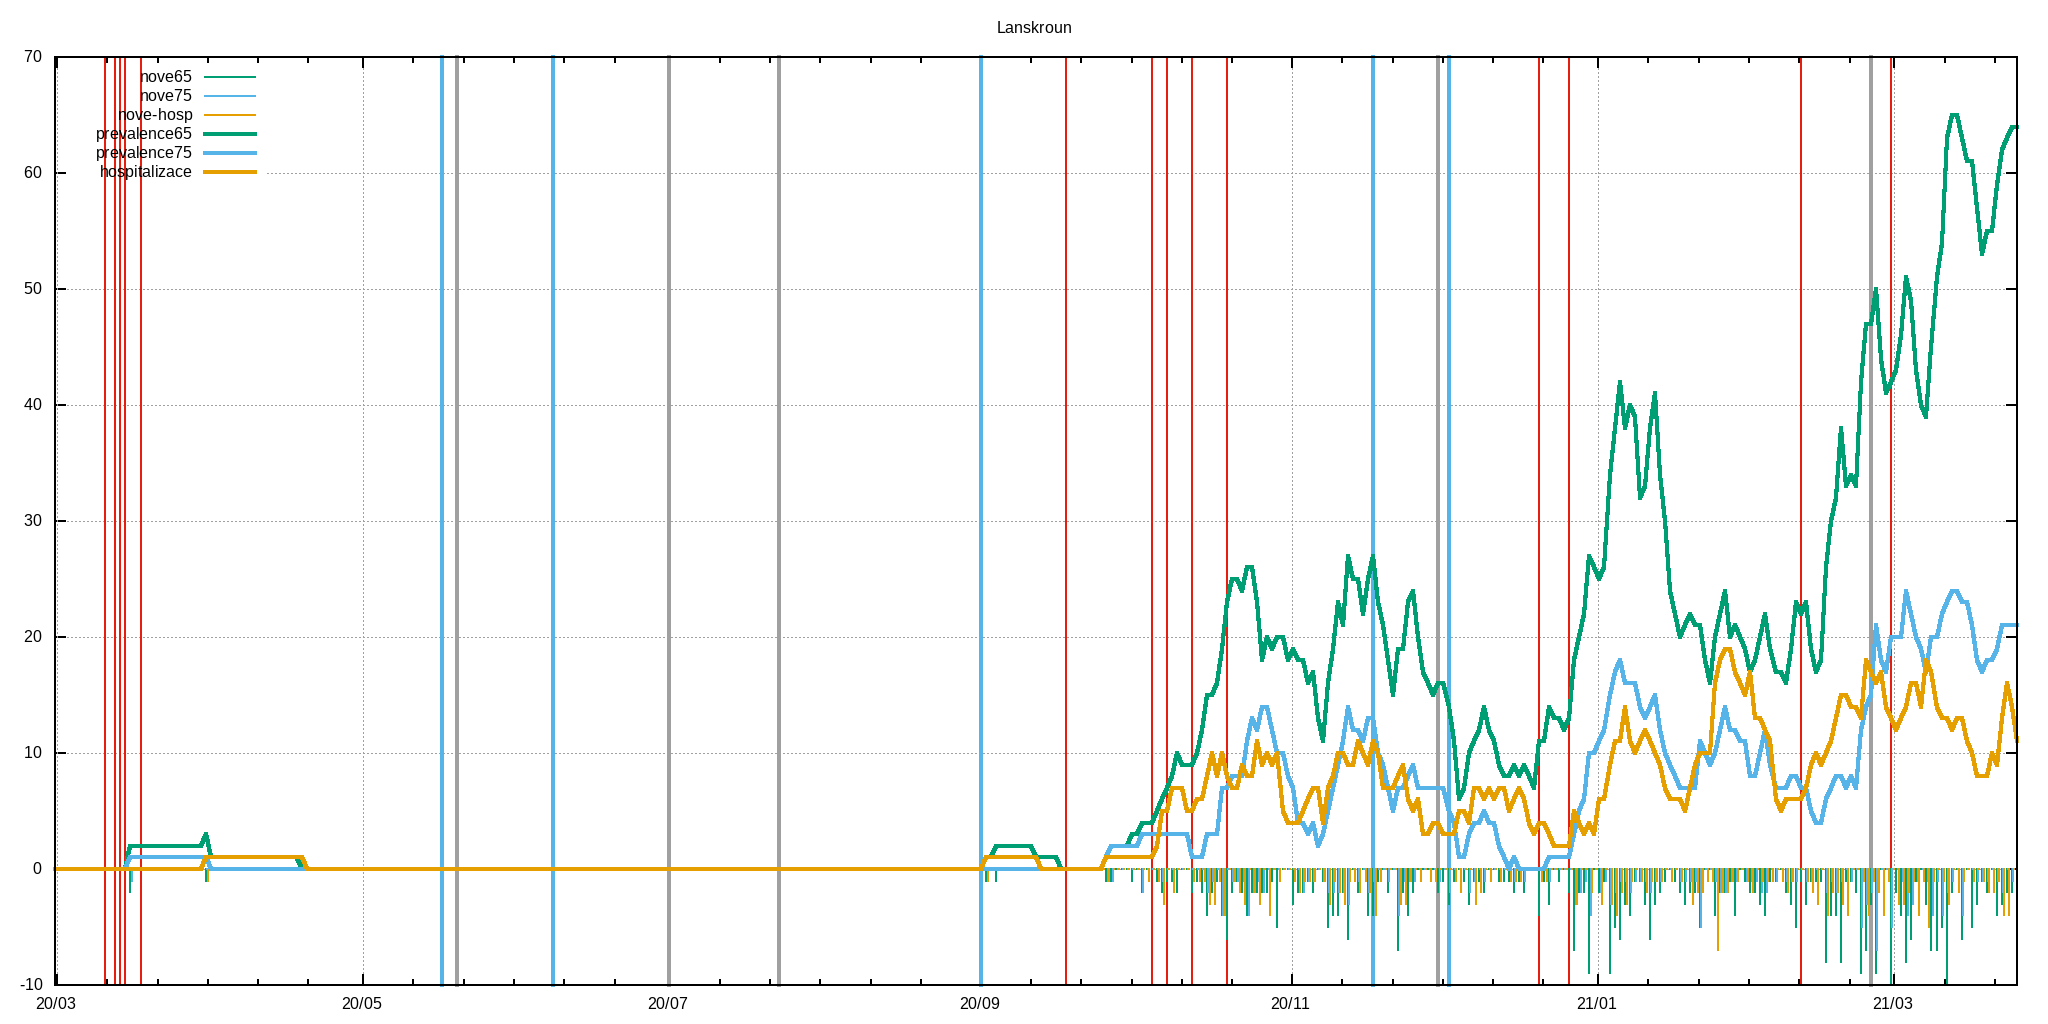 Lanskroun
70
60
50
40
30
20
10
0
-10
nove65
nove75
nove-hosp
prevalence65
prevalence75
hospitalizace
20/03 20/05 20/07 20/09 20/11 21/01 21/03